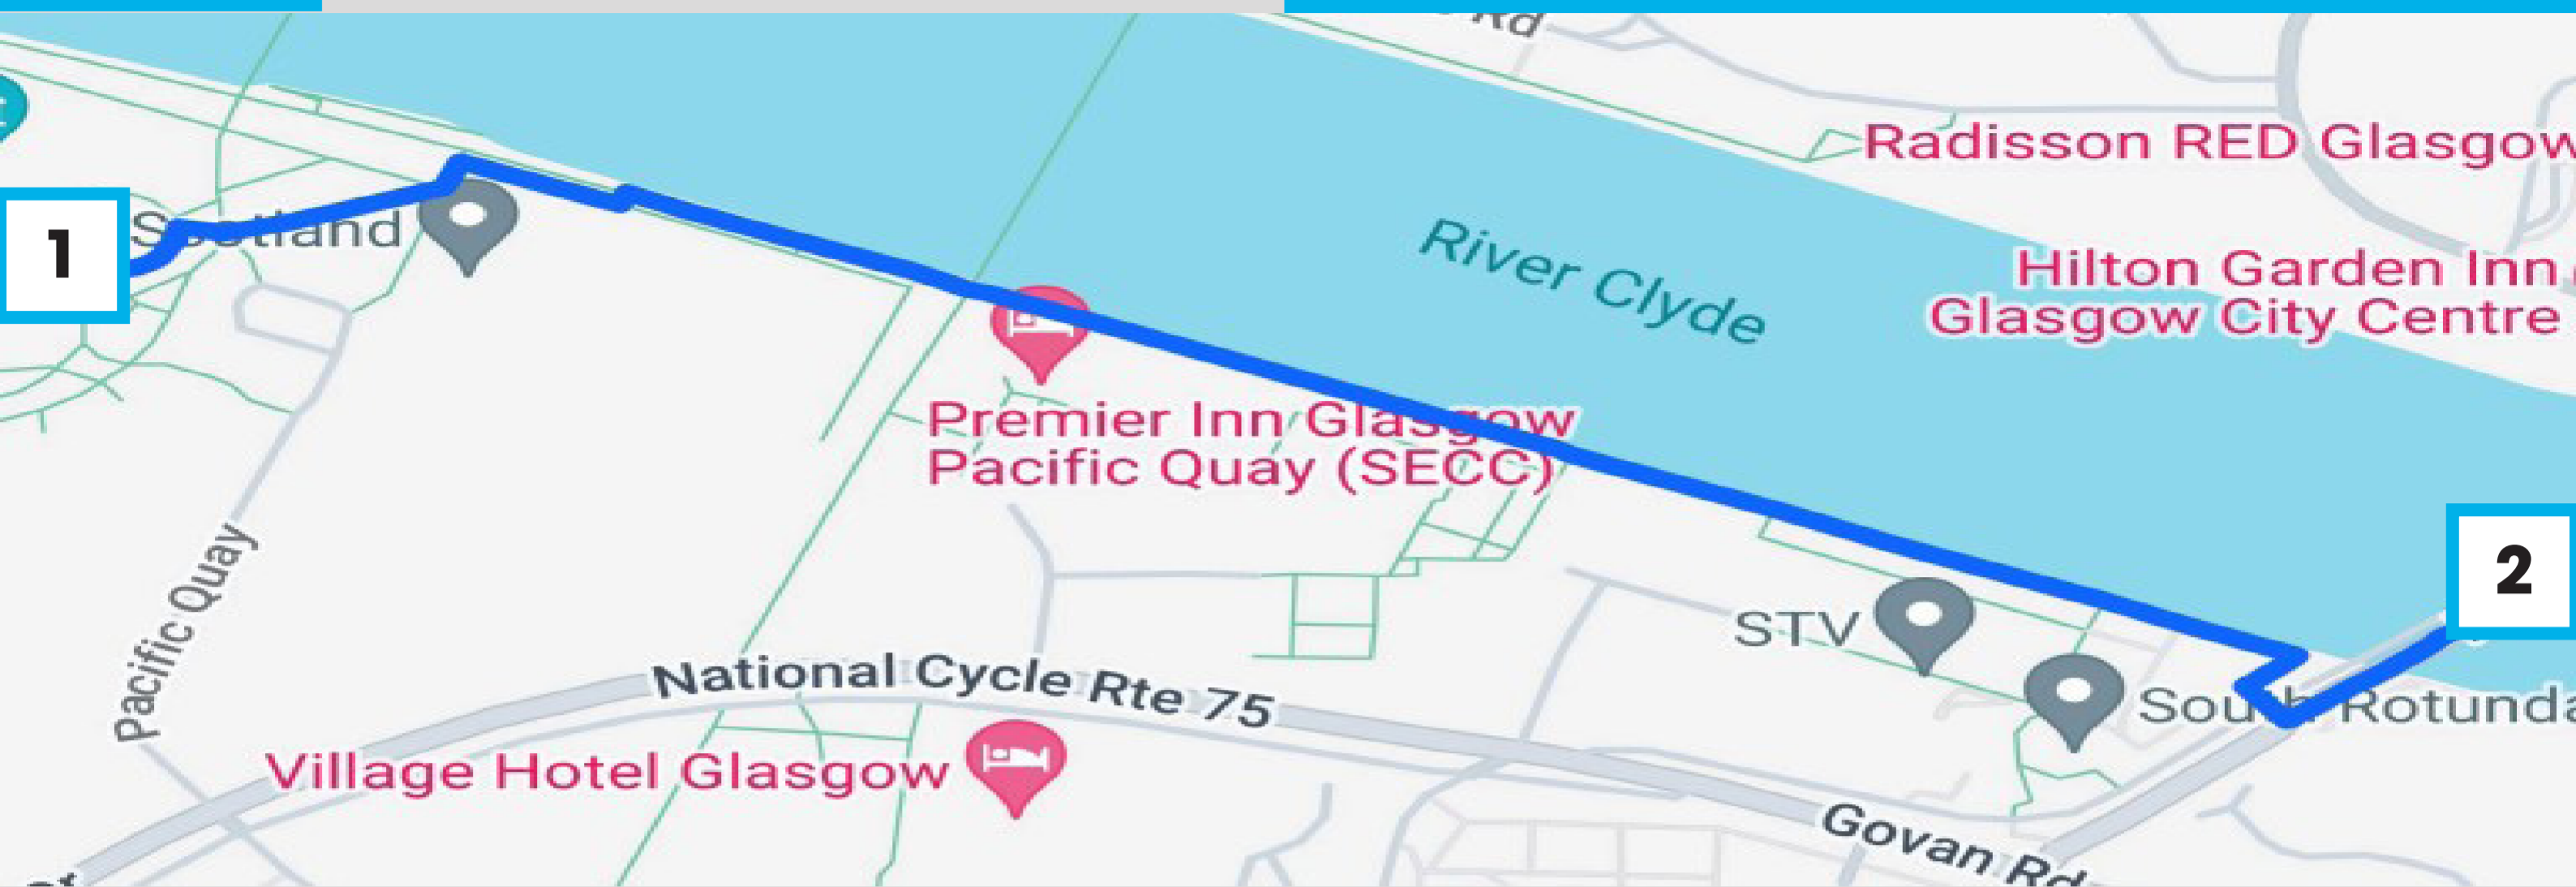 Rd
Radisson RED Glasgow
1
Scotland
River Clyde
Hilton Garden Inn
Glasgow City Centre
Premier Inn Glasgow
Pacific Quay (SECC)
2
STV
Pacific Quay
National Cycle Rte 75
South Rotunda
Village Hotel Glasgow
Govan Rd